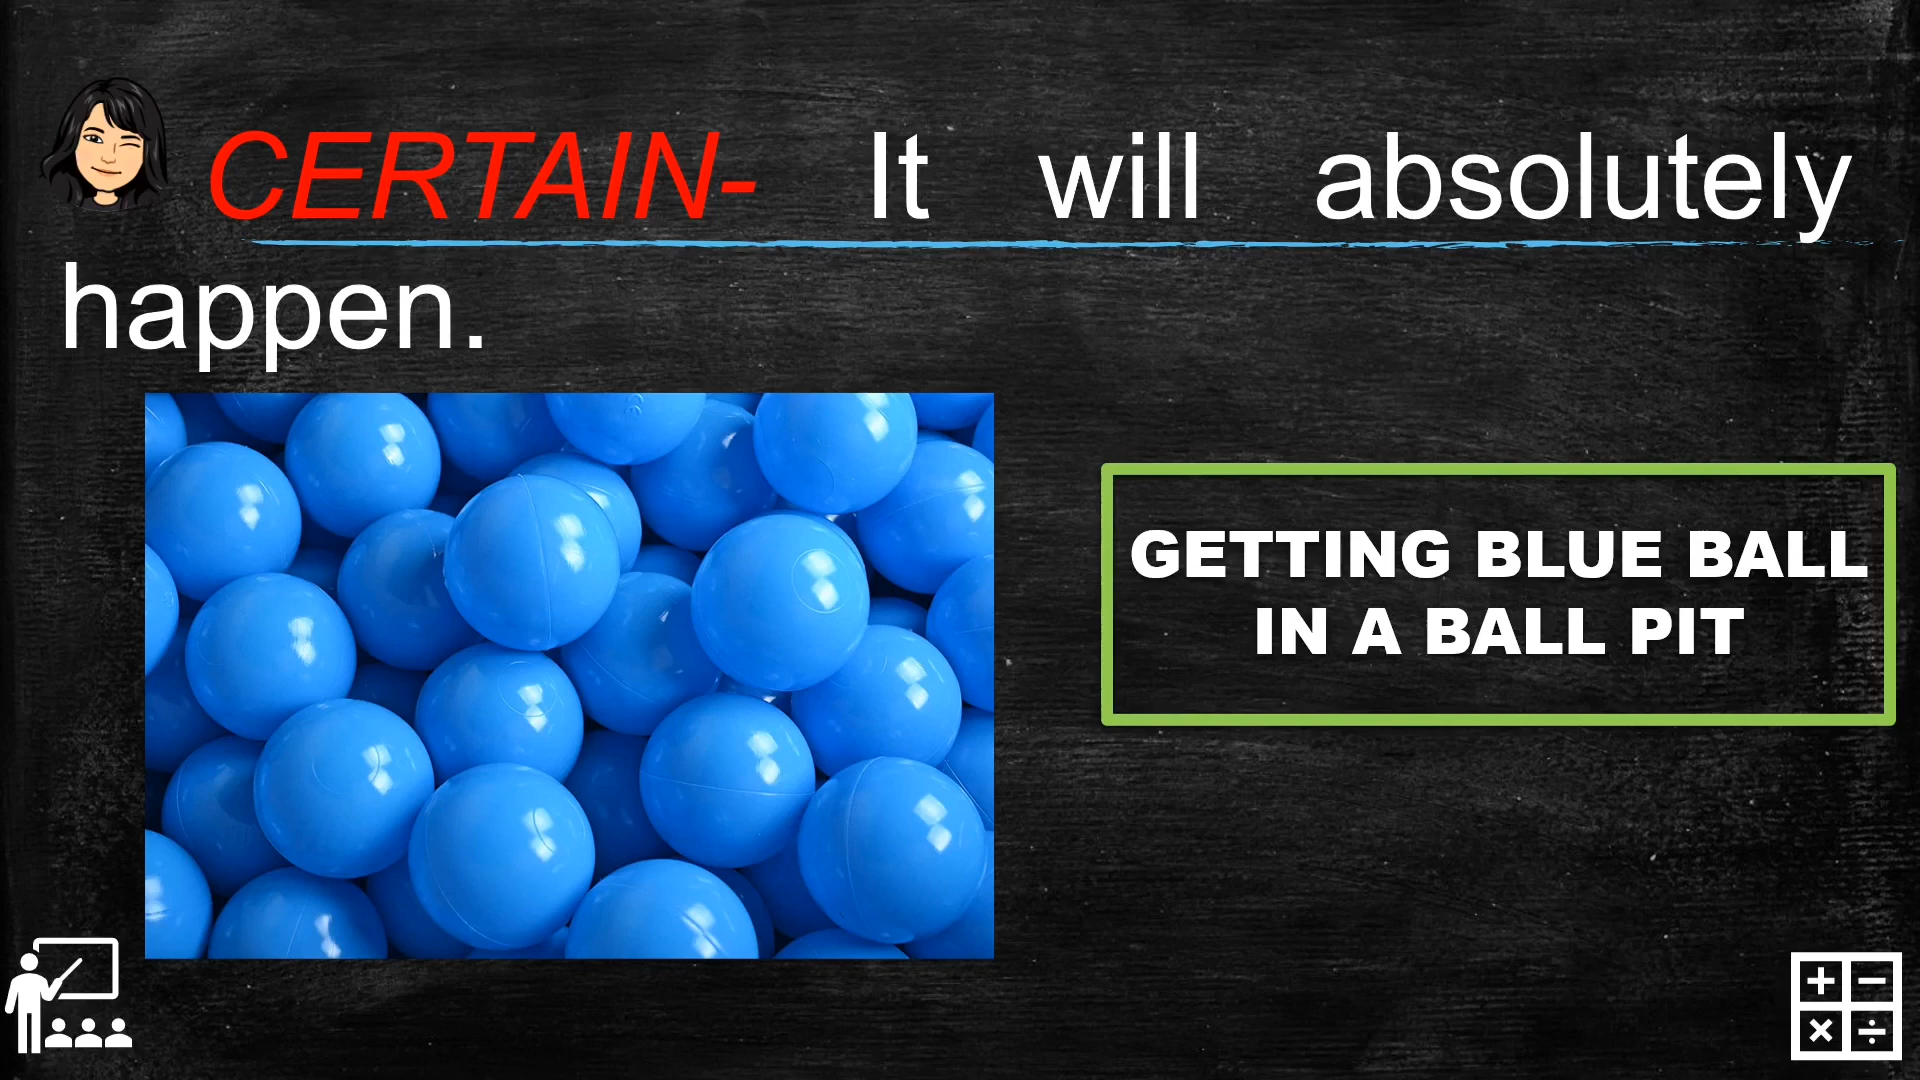 CERTAIN- It will absolutely
happen.
GETTING BLUE BALL
IN A BALL PIT